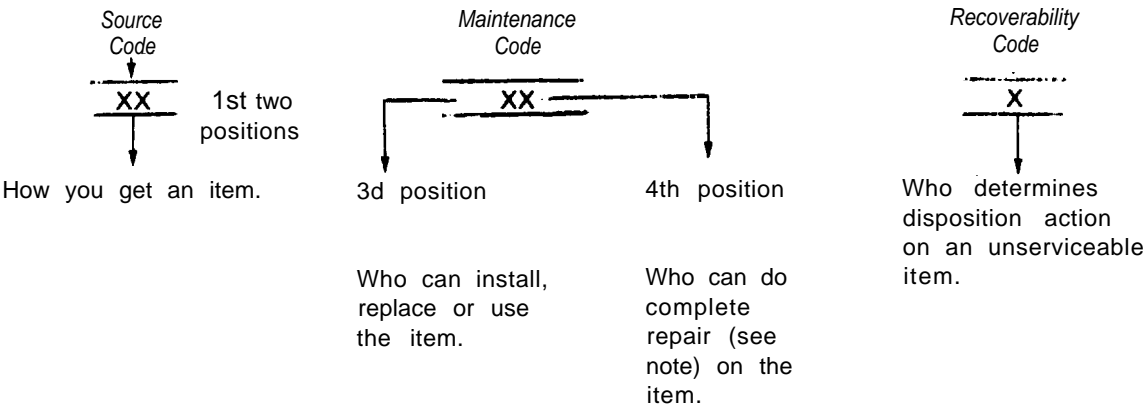 Source
Code
XX
1st two
positions
How you get an item.
Maintenance
Code
XX
3d position
Who can install,
replace or use
the item.
4th position
Who can do
complete
repair (see
note) on the
item.
Recoverability
Code
X
Who determines
disposition action
on an unserviceable
item.